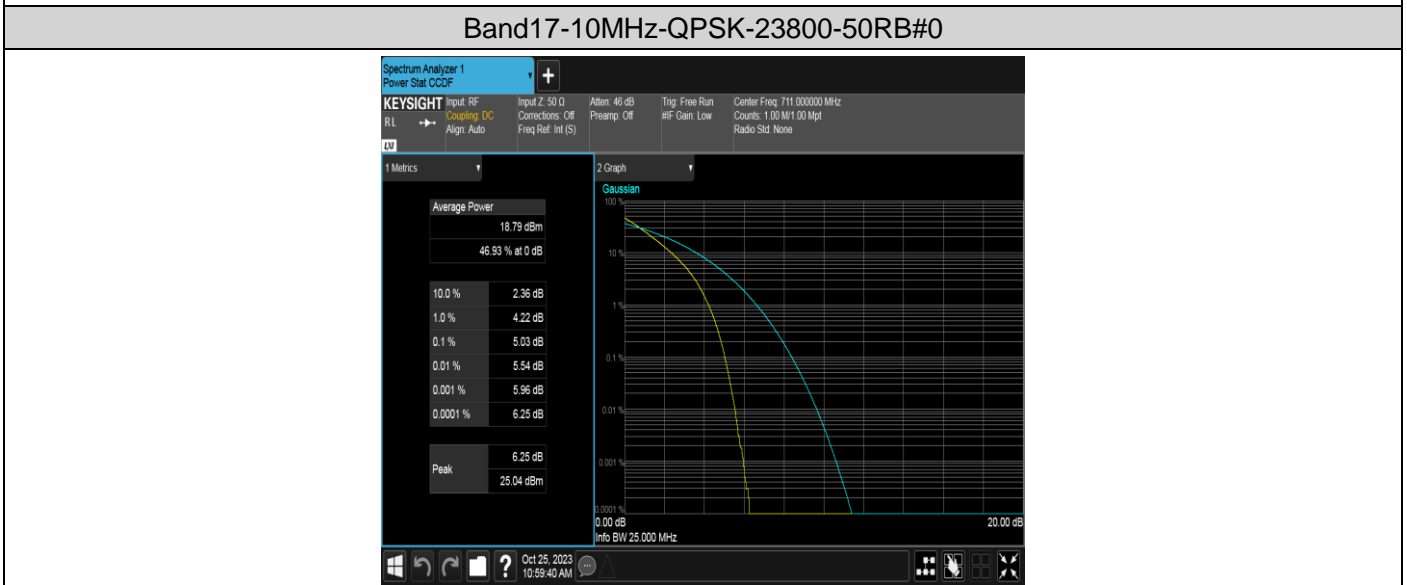 Band17-10MHz-QPSK-23800-50RB#0
Spectrum Analyzer 1
Power Stat CCDF
+
KEYSIGHT
RL
LXI
Input: RF
Coupling: DC
Align: Auto
Input Z: 50 Ω
Corrections: Off
Freq Ref: Int (S)
Atten: 46 dB
Preamp: Off
Trig: Free Run
#IF Gain: Low
Center Freq: 711.000000 MHz
Counts: 1.00 M/1.00 Mpt
Radio Std: None
1 Metrics
Average Power
18.79 dBm
46.93 % at 0 dB
10.0 % 2.36 dB
1.0 % 4.22 dB
0.1 % 5.03 dB
0.01 % 5.54 dB
0.001 % 5.96 dB
0.0001 % 6.25 dB
Peak
6.25 dB
25.04 dBm
2 Graph
Gaussian
100 %
10 %
1 %
0.1 %
0.01 %
0.001 %
0.0001 %
0.00 dB
20.00 dB
Info BW 25.000 MHz
?
Oct 25, 2023
10:59:40 AM